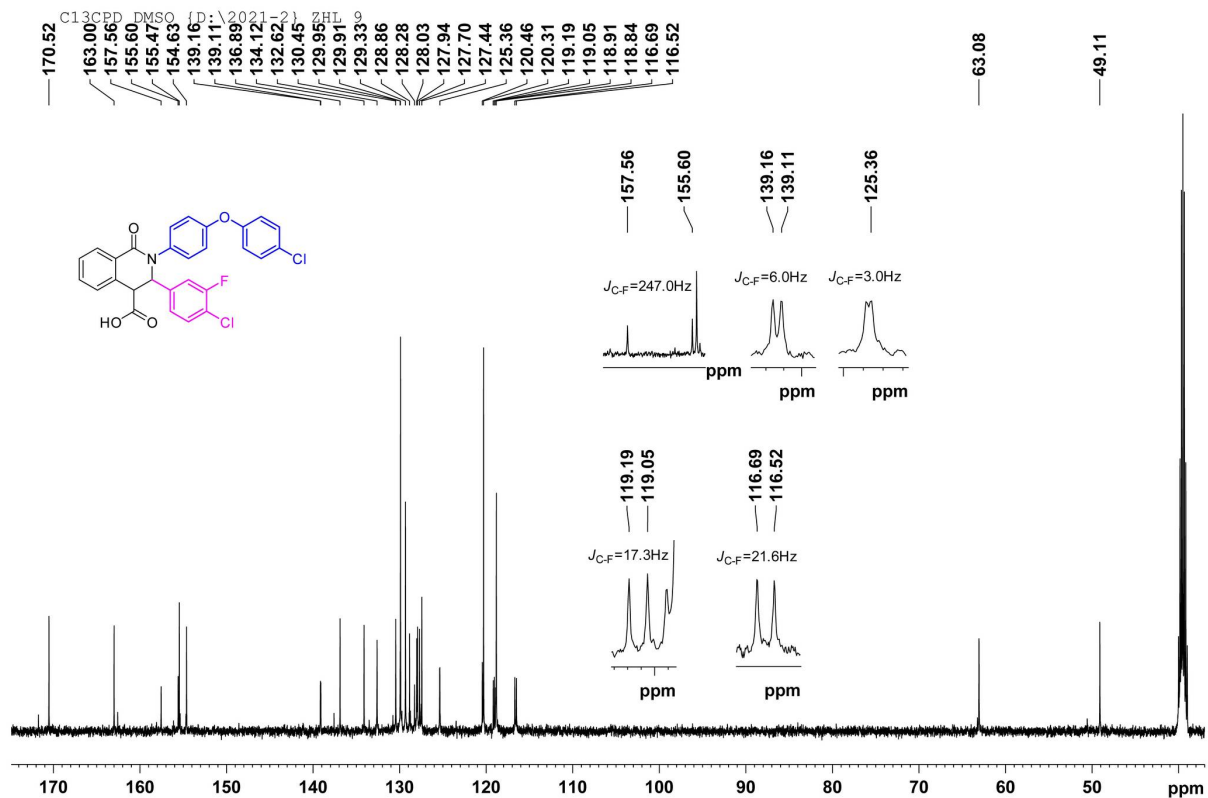 C13CPD DMSO {D:\2021-2} ZHL 9
170.52
163.00
157.56
155.60
155.47
154.63
139.16
139.11
136.89
134.12
132.62
130.45
129.95
129.91
129.33
128.86
128.28
128.03
127.94
127.70
127.44
125.36
120.46
120.31
119.19
119.05
118.91
118.84
116.69
116.52
63.08
49.11
157.56
155.60
139.16
139.11
125.36
JC-F=247.0Hz
JC-F=6.0Hz
JC-F=3.0Hz
ppm
ppm
ppm
O
O
N
Cl
F
HO
O
Cl
119.19
119.05
116.69
116.52
JC-F=17.3Hz
JC-F=21.6Hz
ppm
ppm
170 160 150 140 130 120 110 100 90 80 70 60 50 ppm